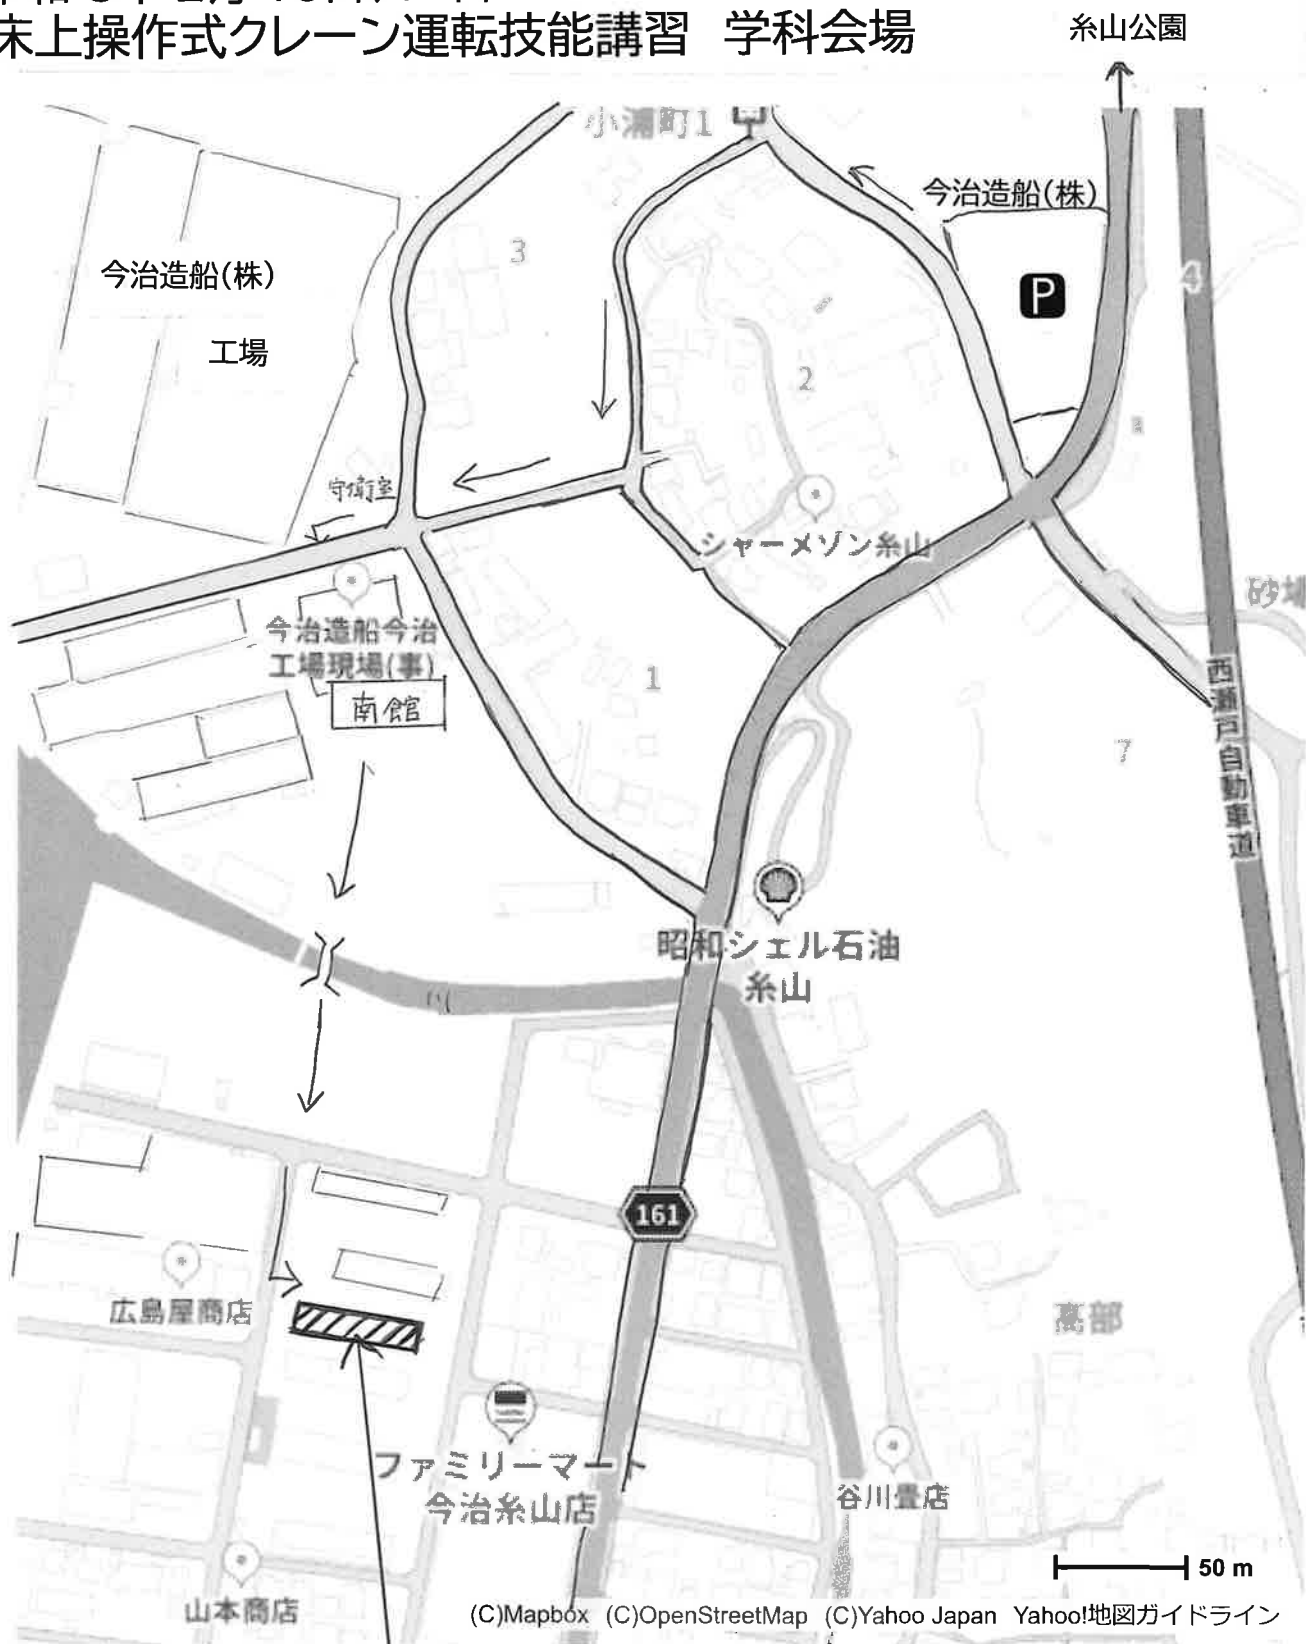 床上操作式クレーン運転技能講習 学科会場
糸山公園
小浦町1
今治造船(株)
3
今治造船(株)
P
4
工場
2
守衛室
シャーメゾン糸山
砂場
今治造船今治
工場現場(事)
1
西瀬戸自動車道
南館
7
昭和シェル石油
糸山
161
広島屋商店
高部
ファミリーマート
今治糸山店
谷川畳店
50 m
山本商店
(C)Mapbox (C)OpenStreetMap (C)Yahoo Japan Yahoo!地図ガイドライン